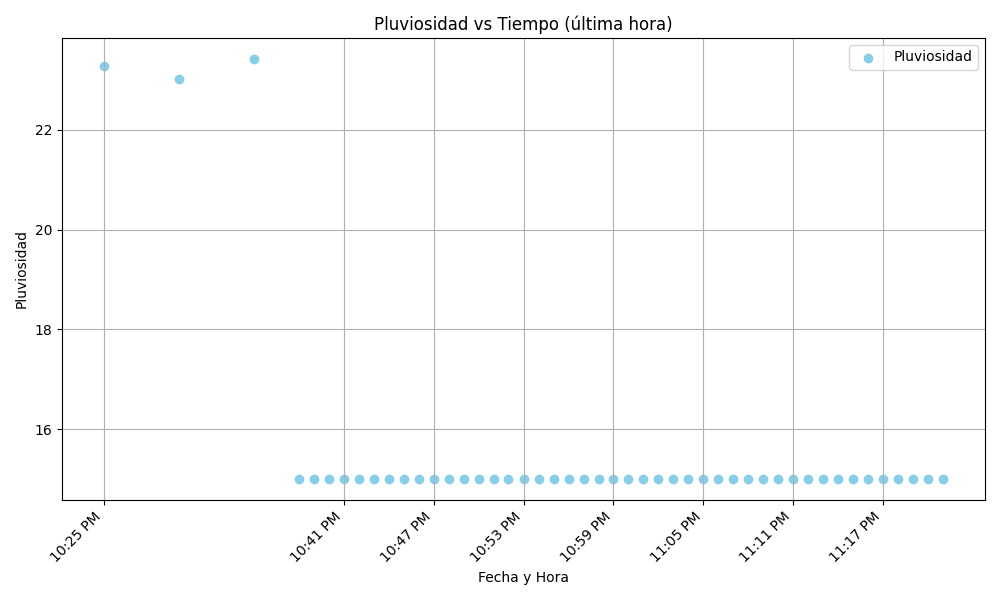 Pluviosidad vs Tiempo (última hora)
Pluviosidad
22
20
18
16
Pluviosidad
10:25 PM
10:41 PM
10:47 PM
10:53 PM
10:59 PM
11:05 PM
11:11 PM
11:17 PM
Fecha y Hora